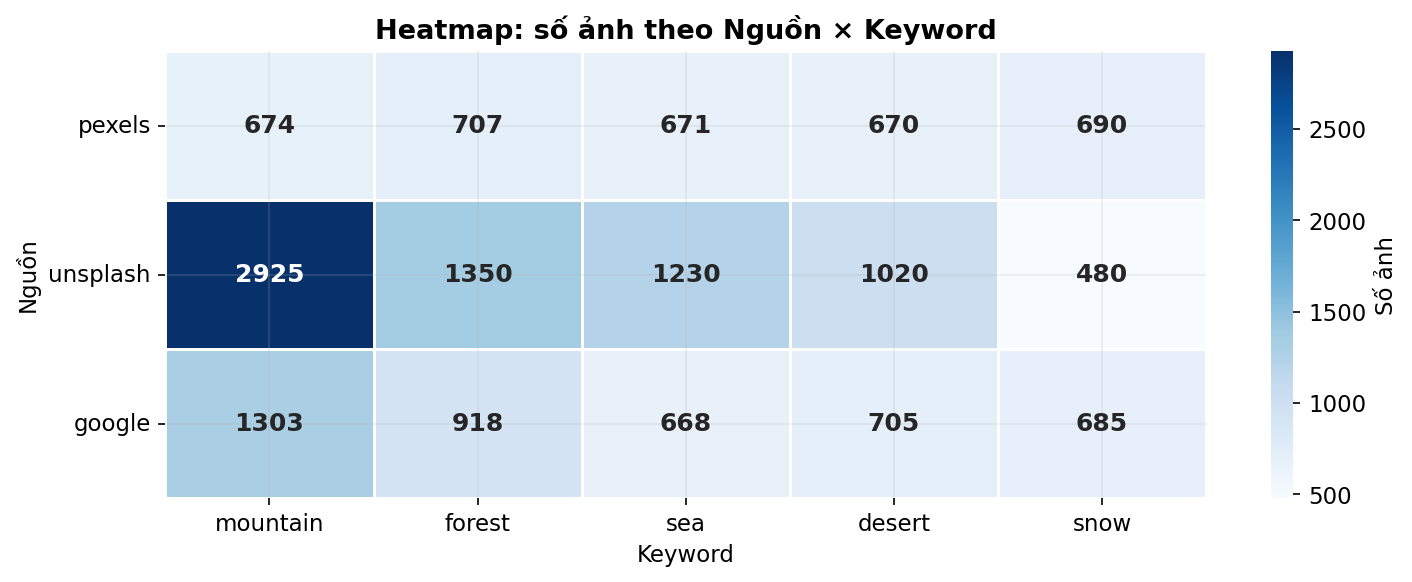 Heatmap: số ảnh theo Nguồn × Keyword
pexels 674 707 671 670 690
unsplash 2925 1350 1230 1020 480
google 1303 918 668 705 685
mountain forest sea desert snow
Keyword
Nguồn
2500
2000
1500
1000
500
Số ảnh